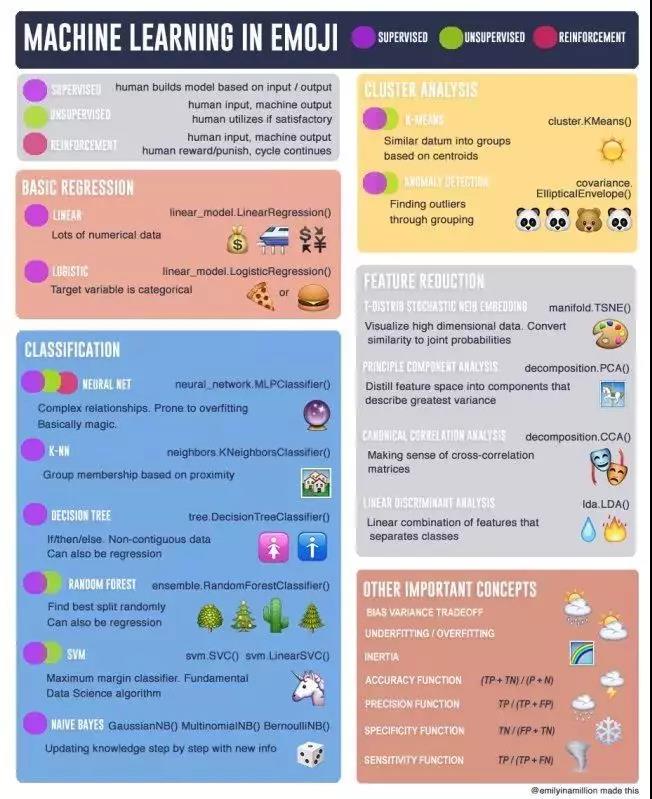 MACHINE LEARNING IN EMOJI
SUPERVISED
UNSUPERVISED
REINFORCEMENT
SUPERVISED
human builds model based on input / output
UNSUPERVISED
human input, machine output
human utilizes if satisfactory
REINFORCEMENT
human input, machine output
human reward/punish, cycle continues
BASIC REGRESSION
LINEAR
linear_model.LinearRegression()
Lots of numerical data
LOGISTIC
linear_model.LogisticRegression()
Target variable is categorical
or
CLASSIFICATION
NEURAL NET
neural_network.MLPClassifier()
Complex relationships. Prone to overfitting
Basically magic.
K-NN
neighbors.KNeighborsClassifier()
Group membership based on proximity
DECISION TREE
tree.DecisionTreeClassifier()
If/then/else. Non-contiguous data
Can also be regression
RANDOM FOREST
ensemble.RandomForestClassifier()
Find best split randomly
Can also be regression
SVM
svm.SVC() svm.LinearSVC()
Maximum margin classifier. Fundamental
Data Science algorithm
NAIVE BAYES
GaussianNB() MultinomialNB() BernoulliNB()
Updating knowledge step by step with new info
CLUSTER ANALYSIS
K-MEANS
cluster.KMeans()
Similar datum into groups
based on centroids
ANOMALY DETECTION
covariance.
EllipticalEnvelope()
Finding outliers
through grouping
FEATURE REDUCTION
T-DISTRIB STOCHASTIC NEIB EMBEDDING
manifold.TSNE()
Visualize high dimensional data. Convert
similarity to joint probabilities
PRINCIPLE COMPONENT ANALYSIS
decomposition.PCA()
Distill feature space into components that
describe greatest variance
CANONICAL CORRELATION ANALYSIS
decomposition.CCA()
Making sense of cross-correlation
matrices
LINEAR DISCRIMINANT ANALYSIS
lda.LDA()
Linear combination of features that
separates classes
OTHER IMPORTANT CONCEPTS
BIAS VARIANCE TRADEOFF
UNDERFITTING / OVERFITTING
INERTIA
ACCURACY FUNCTION (TP + TN) / (P + N)
PRECISION FUNCTION TP / (TP + FP)
SPECIFICITY FUNCTION TN / (FP + TN)
SENSITIVITY FUNCTION TP / (TP + FN)
@emilyinamillion made this